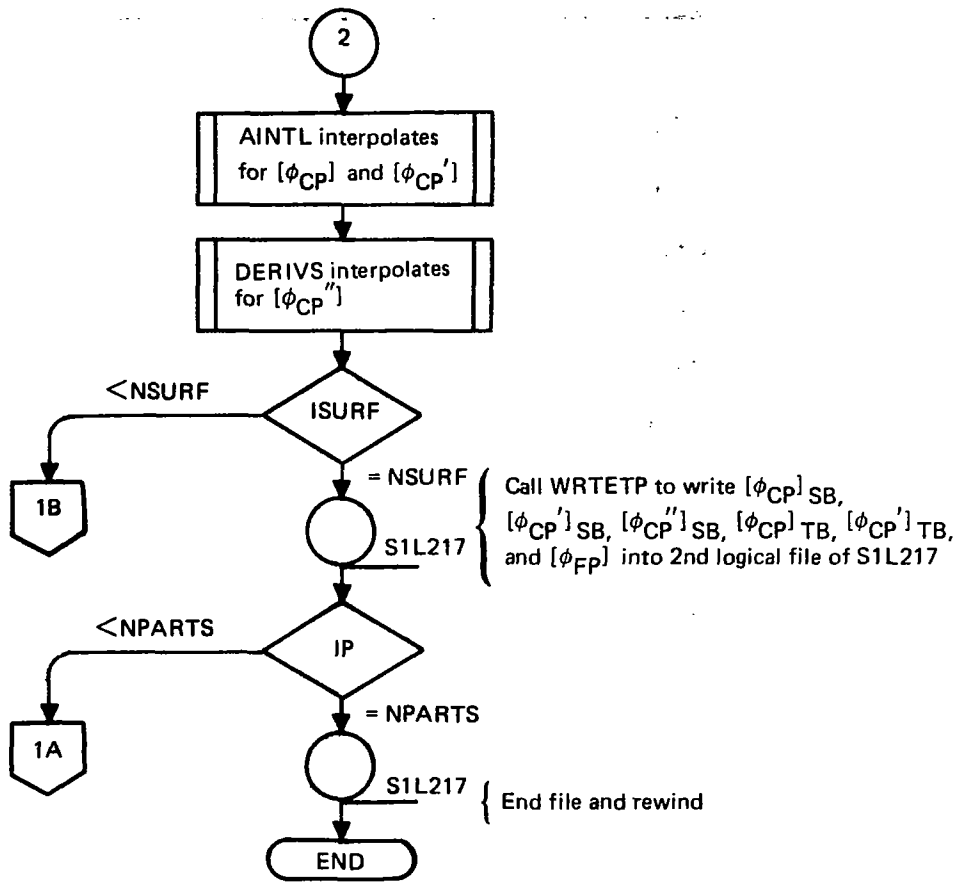 2
AINTL interpolates
for [ϕCP] and [ϕCP']
DERIVS interpolates
for [ϕCP'']
<NSURF
ISURF
1B
= NSURF
S1L217
Call WRTETP to write [ϕCP] SB,
[ϕCP'] SB, [ϕCP''] SB, [ϕCP] TB, [ϕCP'] TB,
and [ϕFP] into 2nd logical file of S1L217
<NPARTS
IP
1A
= NPARTS
S1L217
End file and rewind
END